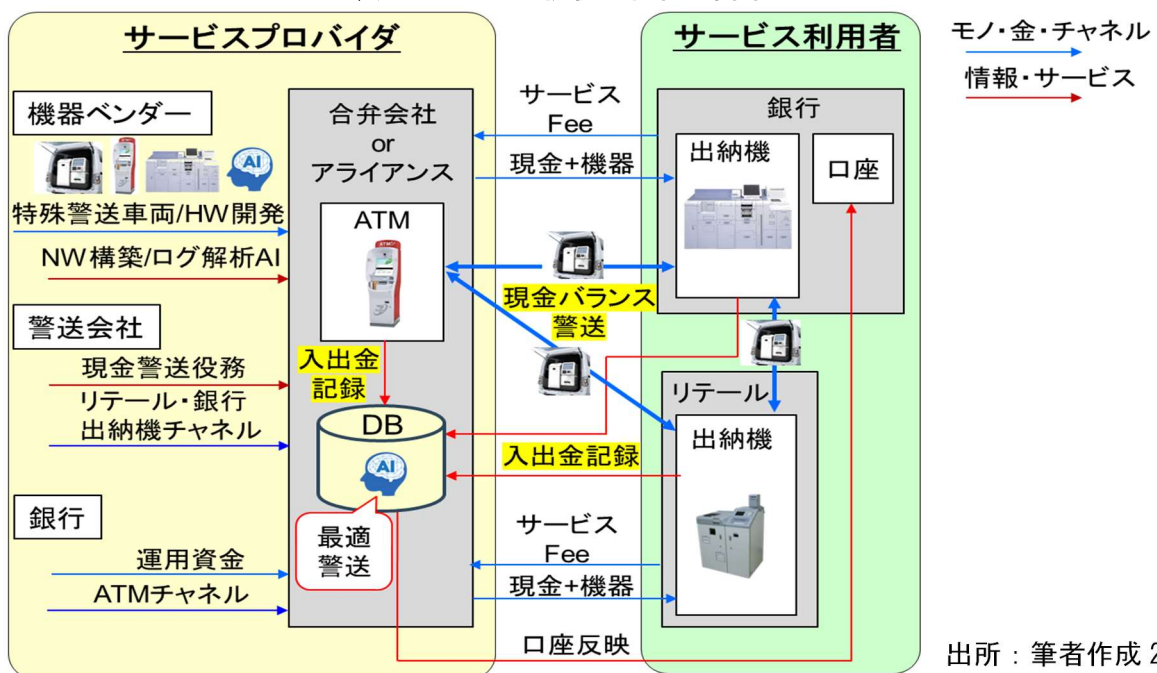 サービスプロバイダ
機器ベンダー
AI
特殊警送車両/HW開発
NW構築/ログ解析AI
警送会社
現金警送役務
リテール・銀行
出納機チャネル
銀行
運用資金
ATMチャネル
合弁会社
or
アライアンス
ATM
ATM
入出金
記録
DB
AI
最適
警送
サービス
Fee
現金+機器
現金バランス
警送
入出金記録
サービス
Fee
現金+機器
口座反映
サービス利用者
銀行
出納機
口座
リテール
出納機
モノ・金・チャネル
情報・サービス
出所：筆者作成 2